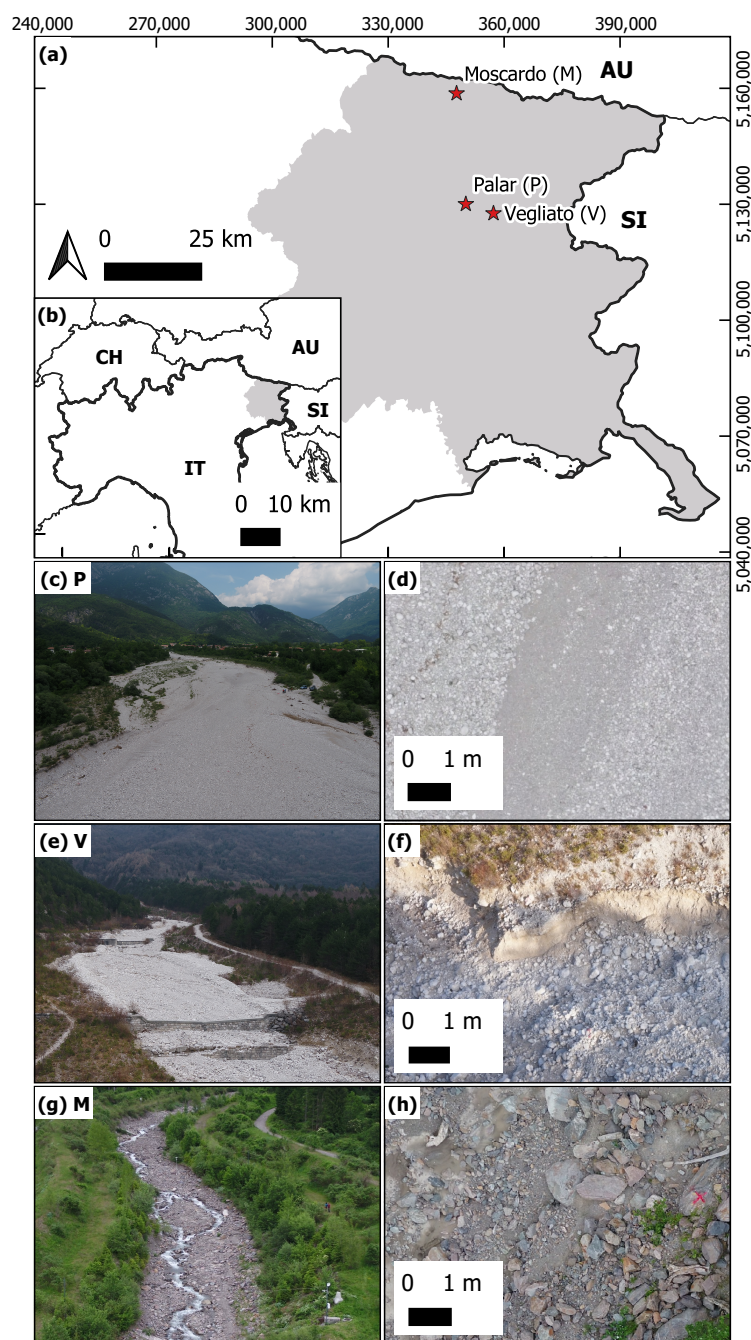 240,000 270,000 300,000 330,000 360,000 390,000
(a)
Moscardo (M)
AU
5,160,000
Palar (P)
5,130,000
Vegliato (V)
SI
0 25 km
(b)
5,100,000
CH
AU
SI
5,070,000
IT
0 10 km
5,040,000
(c) P
(d)
0 1 m
(e) V
(f)
0 1 m
(g) M
(h)
0 1 m